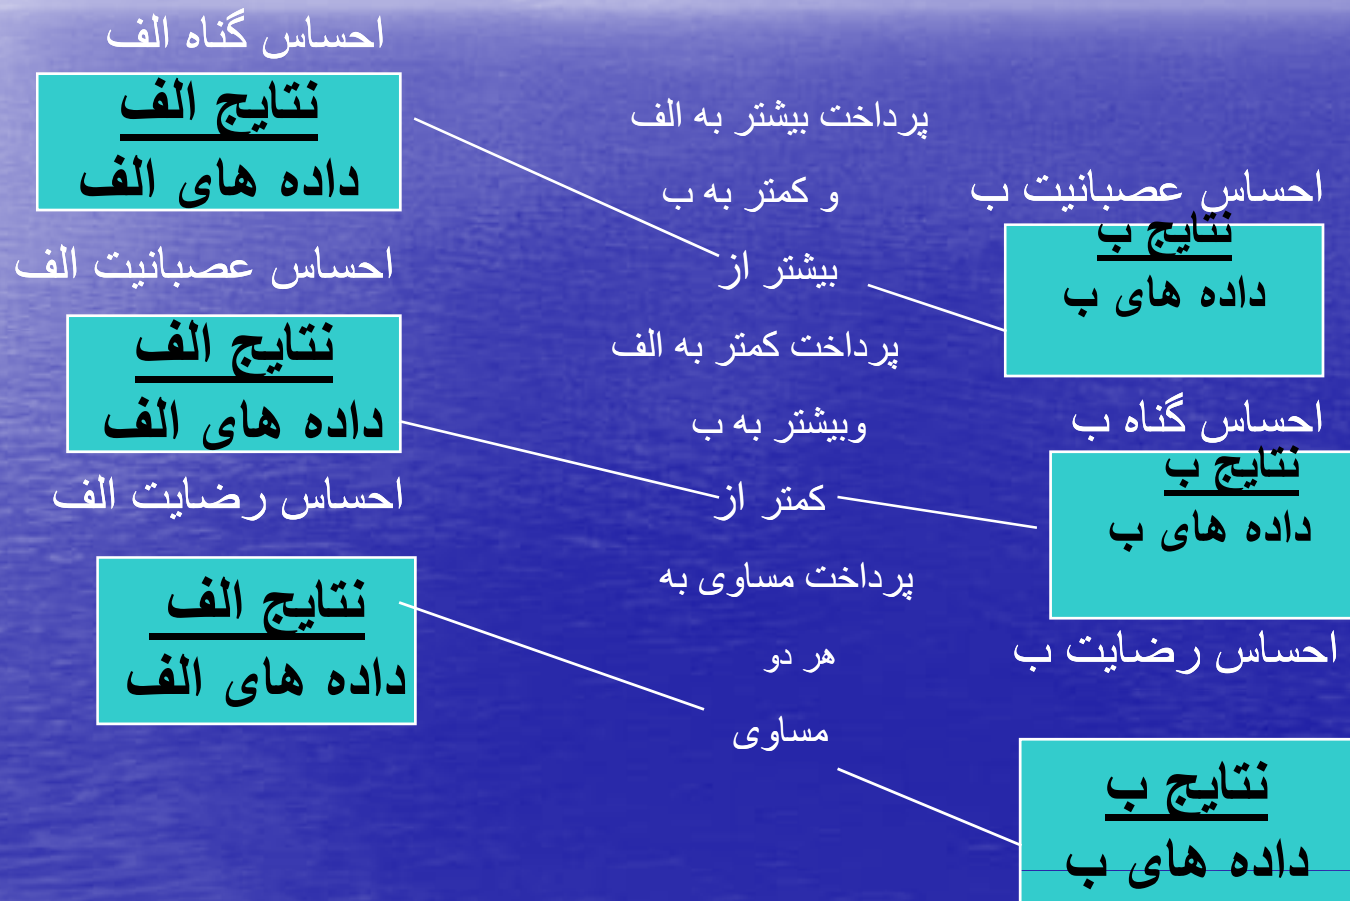 احساس گناه الف
نتایج الف
داده های الف
پرداخت بیشتر به الف
و کمتر به ب
بیشتر از
احساس عصبانیت ب
نتایج ب
داده های ب
احساس عصبانیت الف
نتایج الف
داده های الف
پرداخت کمتر به الف
وبیشتر به ب
کمتر از
احساس گناه ب
نتایج ب
داده های ب
احساس رضایت الف
نتایج الف
داده های الف
پرداخت مساوی به
هر دو
مساوی
احساس رضایت ب
نتایج ب
داده های ب